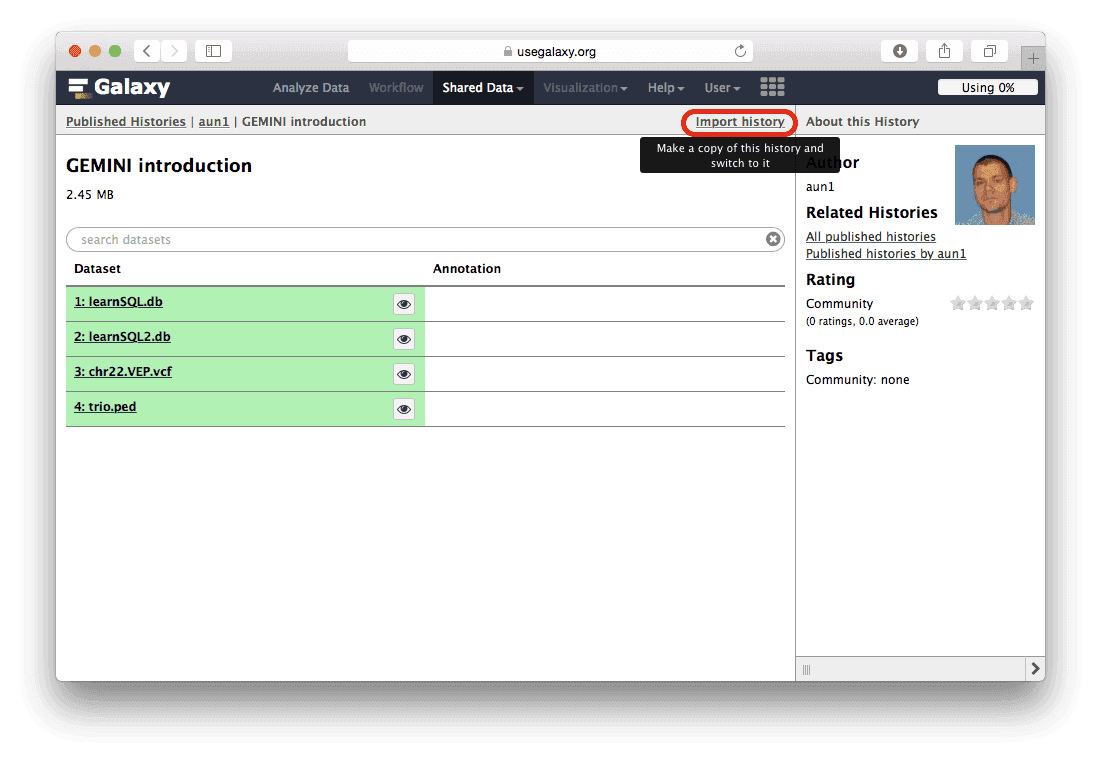 usegalaxy.org
Galaxy
Analyze Data Workflow Shared Data Visualization Help User
Using 0%
Published Histories | aun1 | GEMINI introduction
Import history
About this History
Make a copy of this history and
switch to it
GEMINI introduction
2.45 MB
search datasets
Dataset Annotation
1: learnSQL.db
2: learnSQL2.db
3: chr22.VEP.vcf
4: trio.ped
Author
aun1
Related Histories
All published histories
Published histories by aun1
Rating
Community
(0 ratings, 0.0 average)
Tags
Community: none